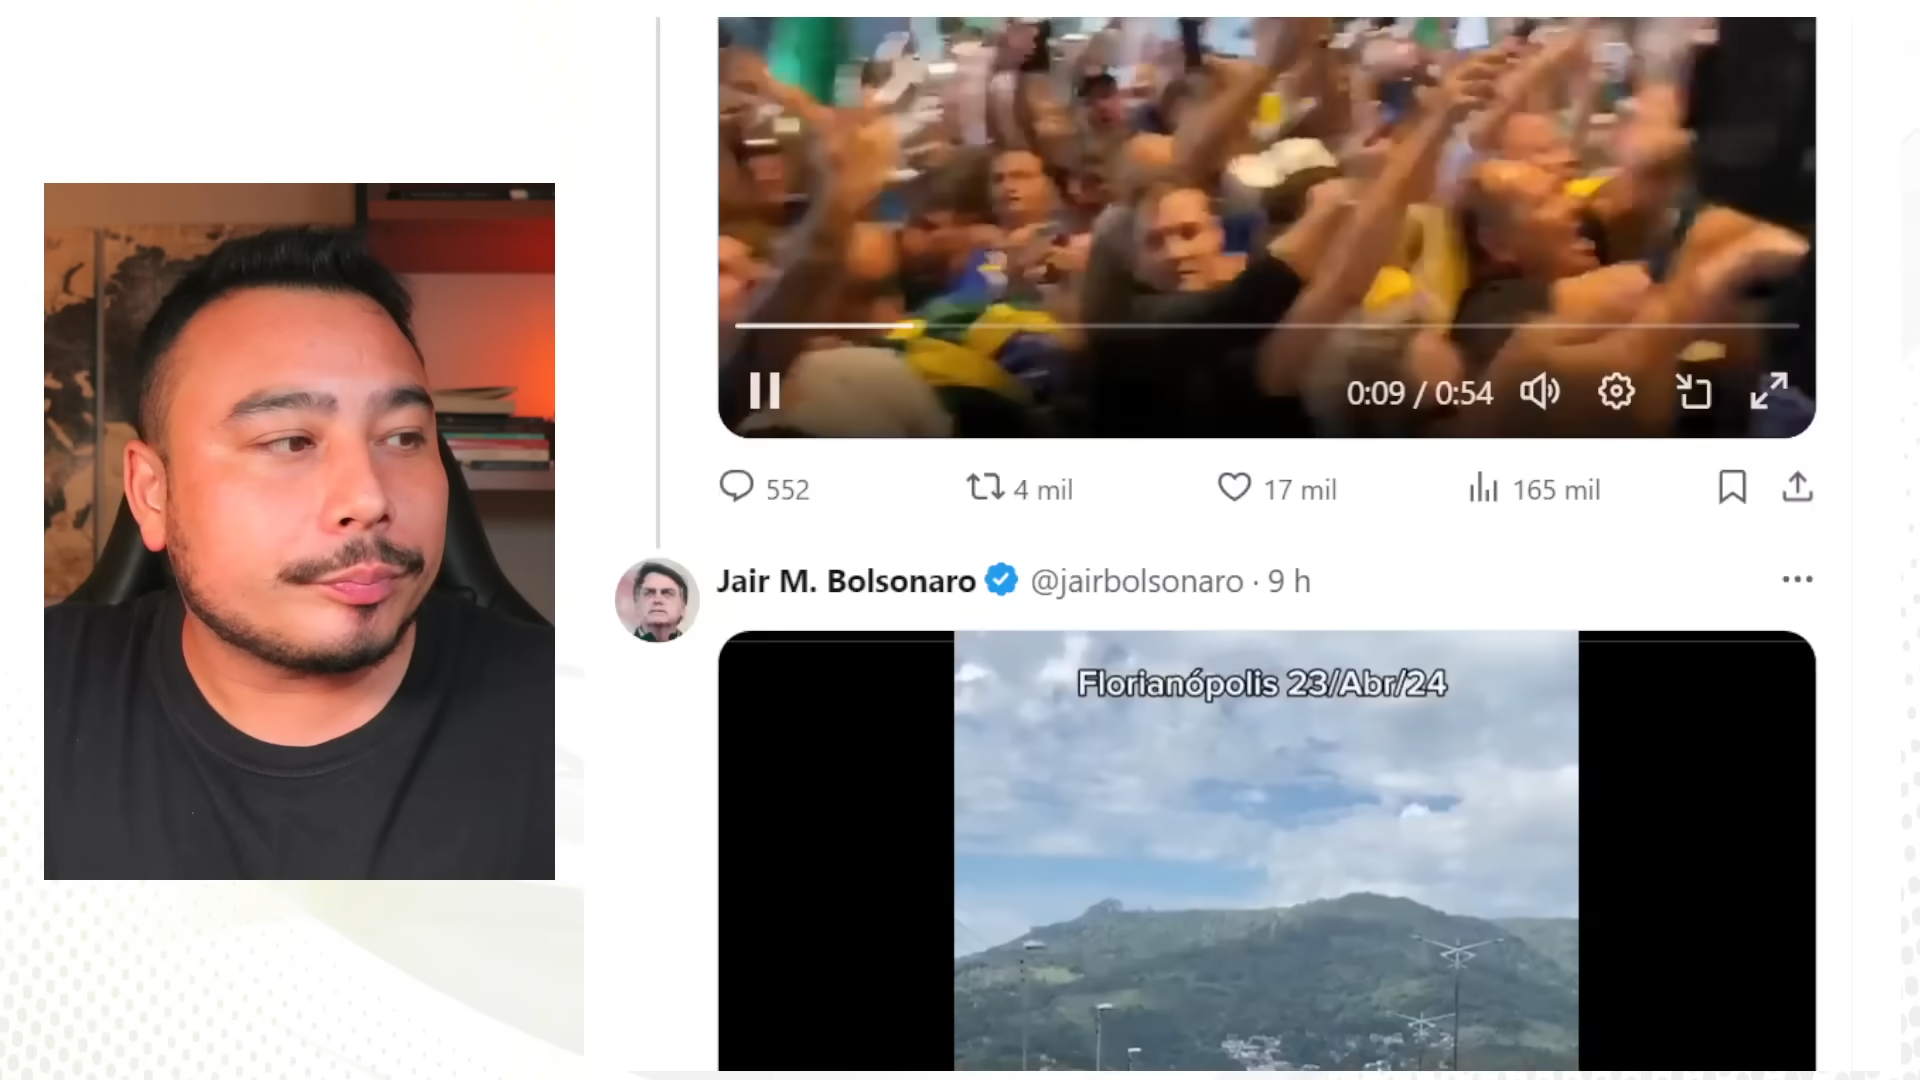 0:09 / 0:54
552
4 mil
17 mil
165 mil
Jair M. Bolsonaro @jairbolsonaro · 9 h
Florianópolis 23/Abr/24